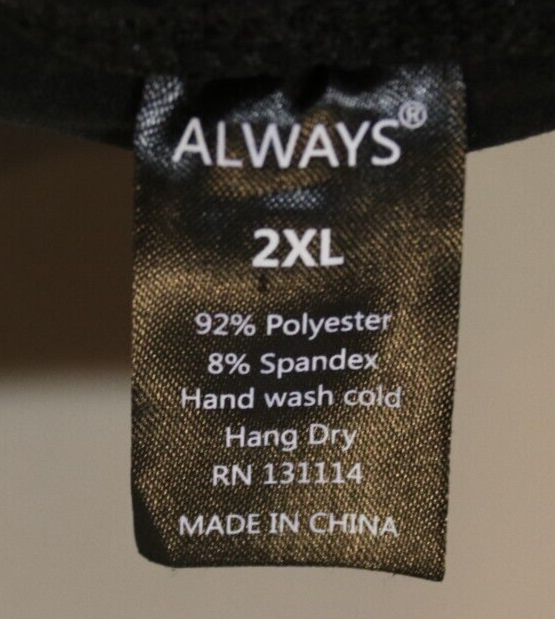 ALWAYS®
2XL
92% Polyester
8% Spandex
Hand wash cold
Hang Dry
RN 131114
MADE IN CHINA